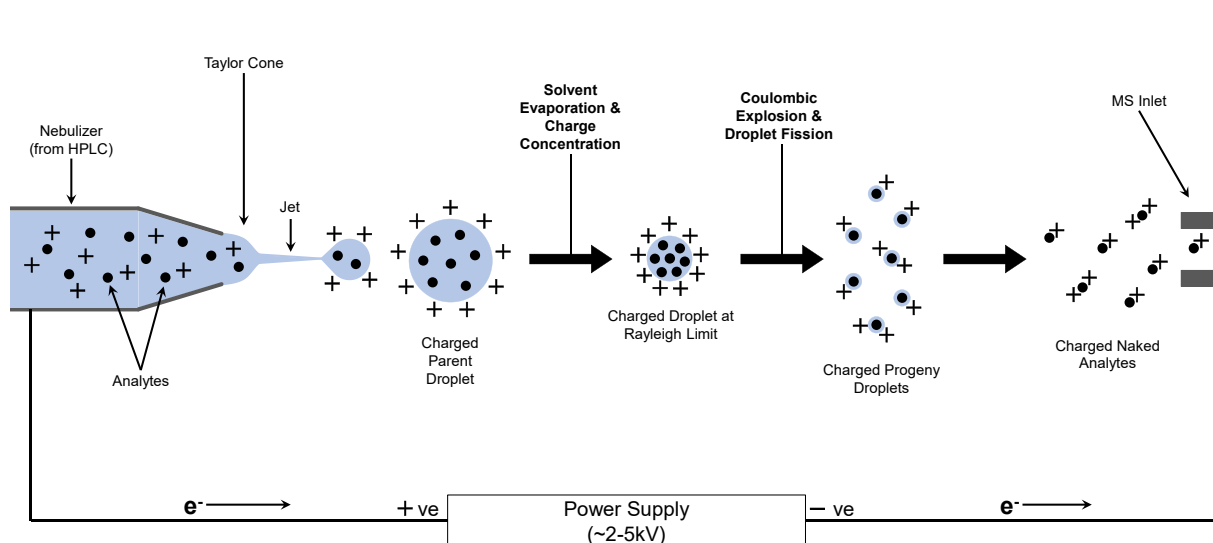 Taylor Cone
Nebulizer
(from HPLC)
Jet
Analytes
Charged
Parent
Droplet
Solvent
Evaporation &
Charge
Concentration
Charged Droplet at
Rayleigh Limit
Coulombic
Explosion &
Droplet Fission
Charged Progeny
Droplets
MS Inlet
Charged Naked
Analytes
e-
+ ve
Power Supply
(~2-5kV)
− ve
e-